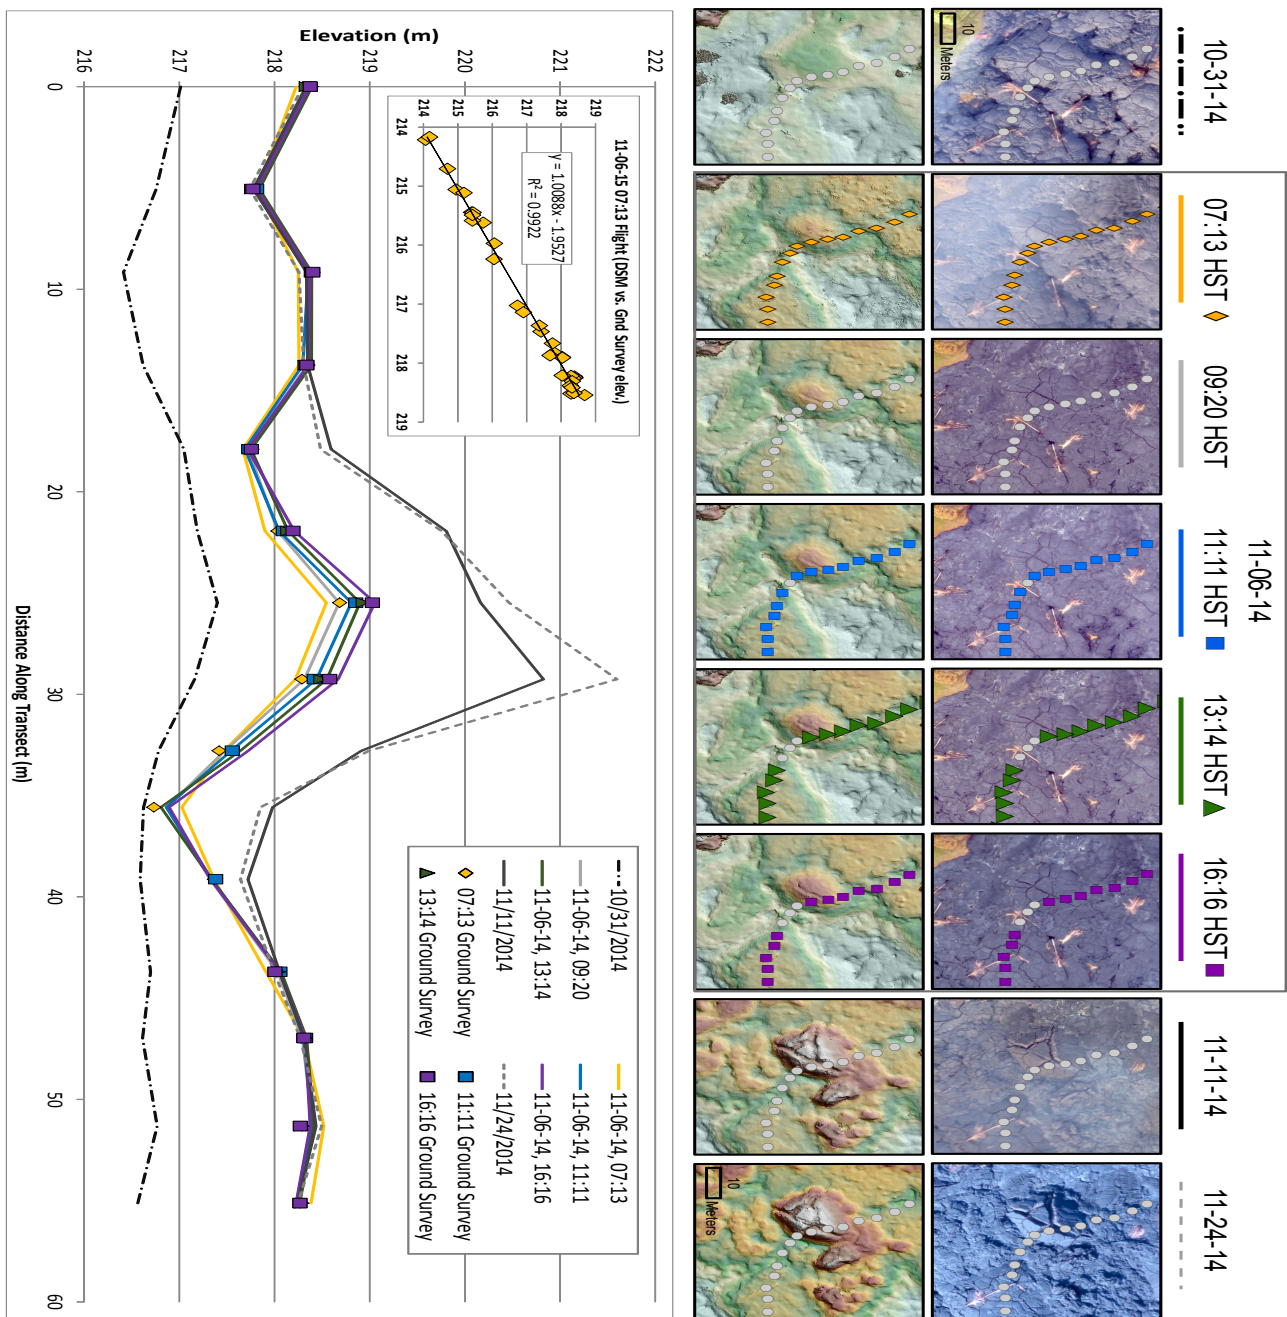 10-31-14
11-06-14
07:13 HST
09:20 HST
11:11 HST
13:14 HST
16:16 HST
11-11-14
11-24-14
10
Meters
10
Meters
Elevation (m)
222
221
220
219
218
217
216
0
10
20
30
40
50
60
Distance Along Transect (m)
11-06-15 07:13 Flight (DSM vs. Gnd Survey elev.)
219
218
217
216
215
214
214
215
216
217
218
219
y = 1.0088x - 1.9527
R² = 0.9922
10/31/2014
11-06-14, 07:13
11-06-14, 09:20
11-06-14, 11:11
11-06-14, 13:14
11-06-14, 16:16
11/11/2014
11/24/2014
07:13 Ground Survey
11:11 Ground Survey
13:14 Ground Survey
16:16 Ground Survey